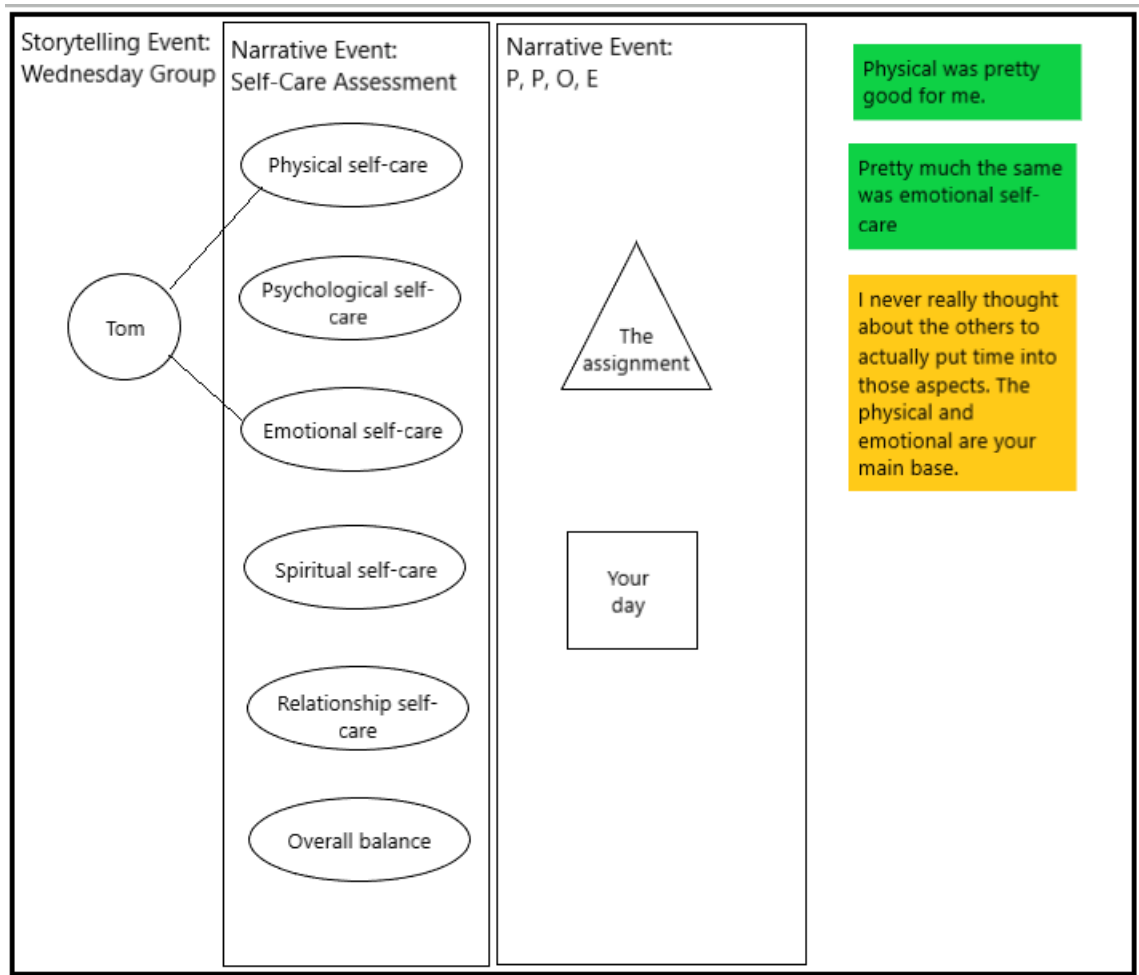 Storytelling Event:
Wednesday Group
Narrative Event:
Self-Care Assessment
Narrative Event:
P, P, O, E
Tom
Physical self-care
Psychological self-
care
Emotional self-care
Spiritual self-care
Relationship self-
care
Overall balance
The
assignment
Your
day
Physical was pretty
good for me.
Pretty much the same
was emotional self-
care
I never really thought
about the others to
actually put time into
those aspects. The
physical and
emotional are your
main base.